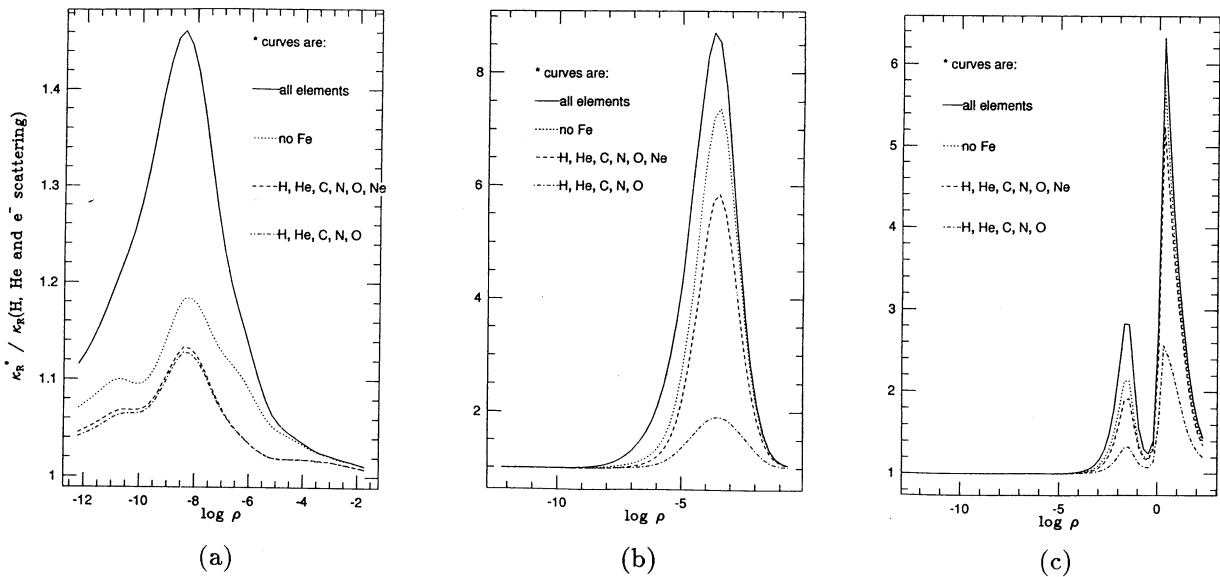 κ_R* / κ_R(H, He and e⁻ scattering)
1.4
1.3
1.2
1.1
1
* curves are:
all elements
no Fe
H, He, C, N, O, Ne
H, He, C, N, O
-12
-10
-8
-6
-4
-2
log ρ
(a)
8
6
4
2
* curves are:
all elements
no Fe
H, He, C, N, O, Ne
H, He, C, N, O
-10
-5
log ρ
(b)
6
5
4
3
2
1
* curves are:
all elements
no Fe
H, He, C, N, O, Ne
H, He, C, N, O
-10
-5
0
log ρ
(c)